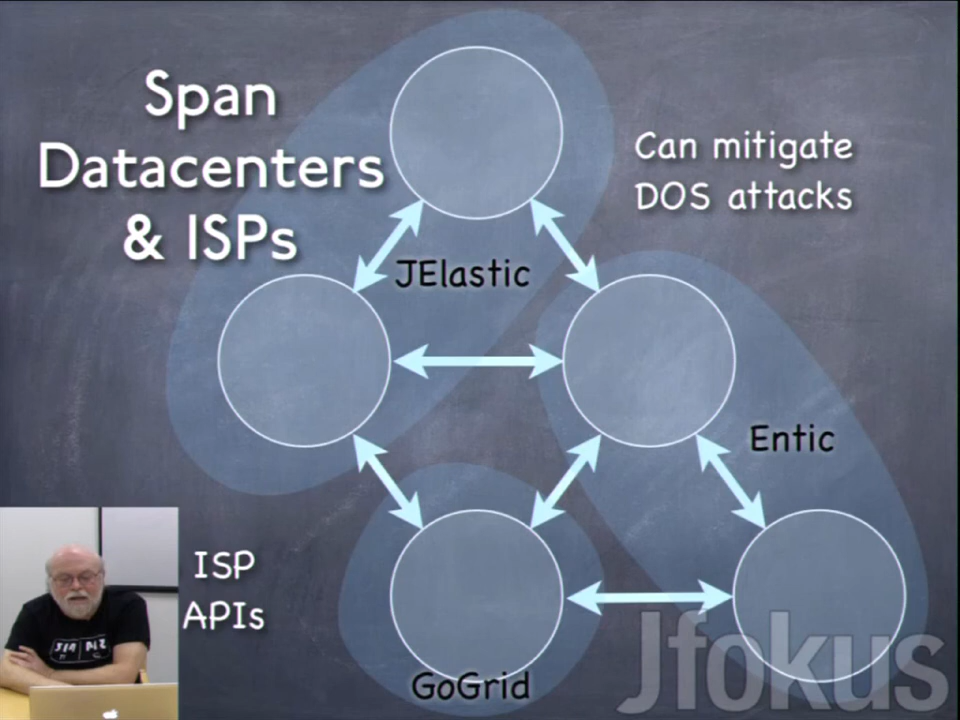 Span
Datacenters
& ISPs
Can mitigate
DOS attacks
JElastic
Entic
ISP
APIs
GoGrid
Jfokus